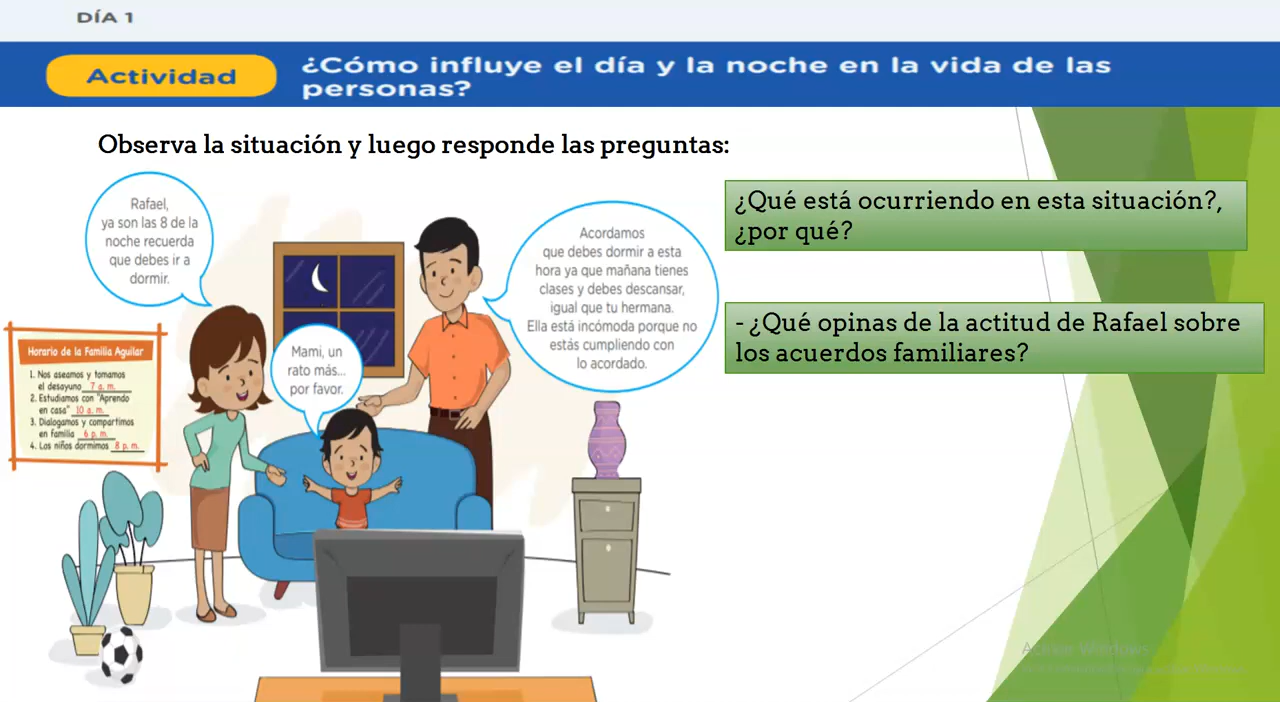 DÍA 1
Actividad
¿Cómo influye el día y la noche en la vida de las
personas?
Observa la situación y luego responde las preguntas:
Rafael,
ya son las 8 de la
noche recuerda
que debes ir a
dormir.
Acordamos
que debes dormir a esta
hora ya que mañana tienes
clases y debes descansar,
igual que tu hermana.
Ella está incómoda porque no
estás cumpliendo con
lo acordado.
Mami, un
rato más...
por favor.
Horario de la Familia Aguilar
1. Nos aseamos y tomamos
el desayuno 7 a. m.
2. Estudiamos con "Aprendo
en casa" 10 a. m.
3. Dialogamos y compartimos
en familia 6 p. m.
4. Los niños dormimos 8 p. m.
¿Qué está ocurriendo en esta situación?,
¿por qué?
- ¿Qué opinas de la actitud de Rafael sobre
los acuerdos familiares?
Activar Windows